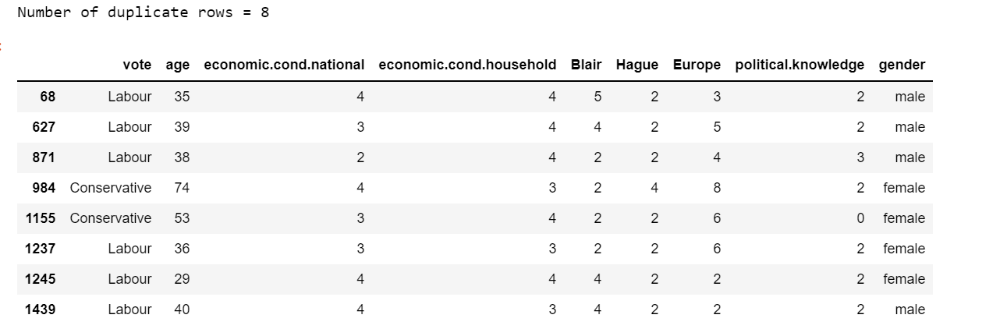 Number of duplicate rows = 8
vote age economic.cond.national economic.cond.household Blair Hague Europe political.knowledge gender
68 Labour 35 4 4 5 2 3 2 male
627 Labour 39 3 4 4 2 5 2 male
871 Labour 38 2 4 2 2 4 3 male
984 Conservative 74 4 3 2 4 8 2 female
1155 Conservative 53 3 4 2 2 6 0 female
1237 Labour 36 3 3 2 2 6 2 female
1245 Labour 29 4 4 4 2 2 2 female
1439 Labour 40 4 3 4 2 2 2 male